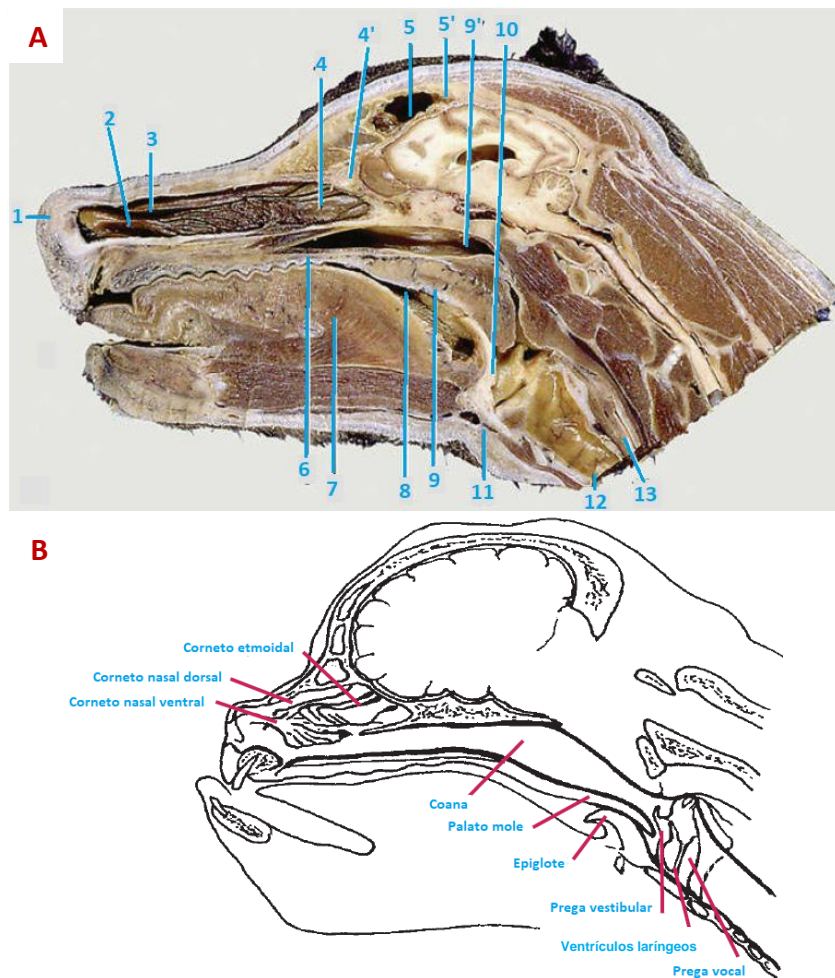 A
1
2
3
4'
4
5
5'
9'
10
6
7
8
9
11
12
13
B
Corneto etmoidal
Corneto nasal dorsal
Corneto nasal ventral
Coana
Palato mole
Epiglote
Prega vestibular
Ventrículos laríngeos
Prega vocal